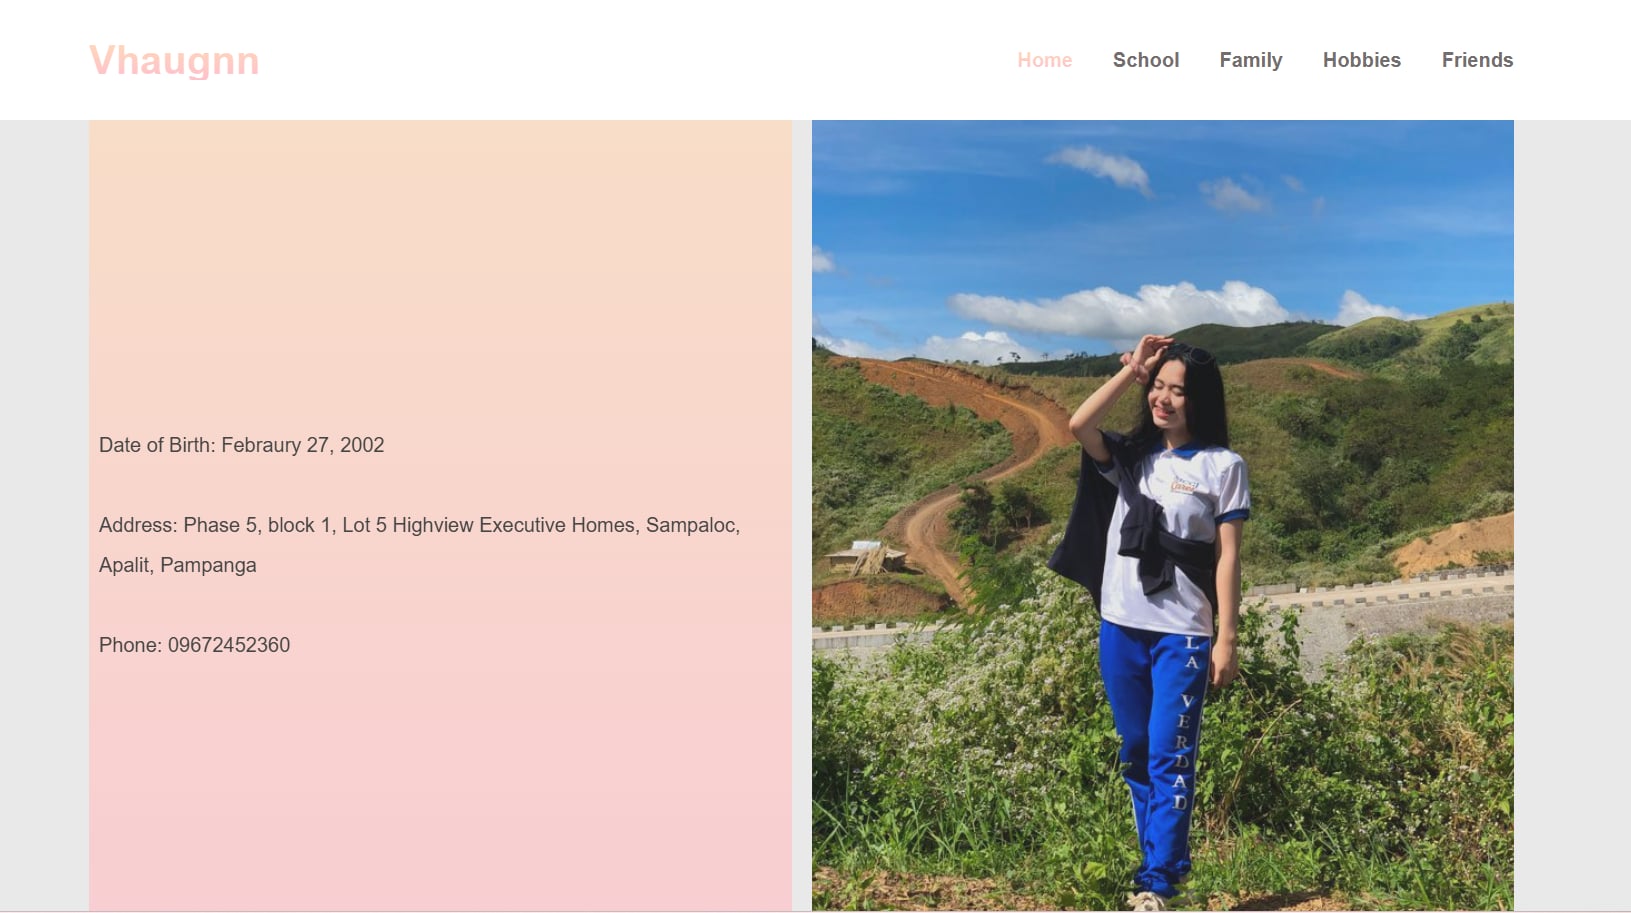 Vhaugnn
Home School Family Hobbies Friends
Date of Birth: Febraury 27, 2002
Address: Phase 5, block 1, Lot 5 Highview Executive Homes, Sampaloc,
Apalit, Pampanga
Phone: 09672452360
LA VERDAD